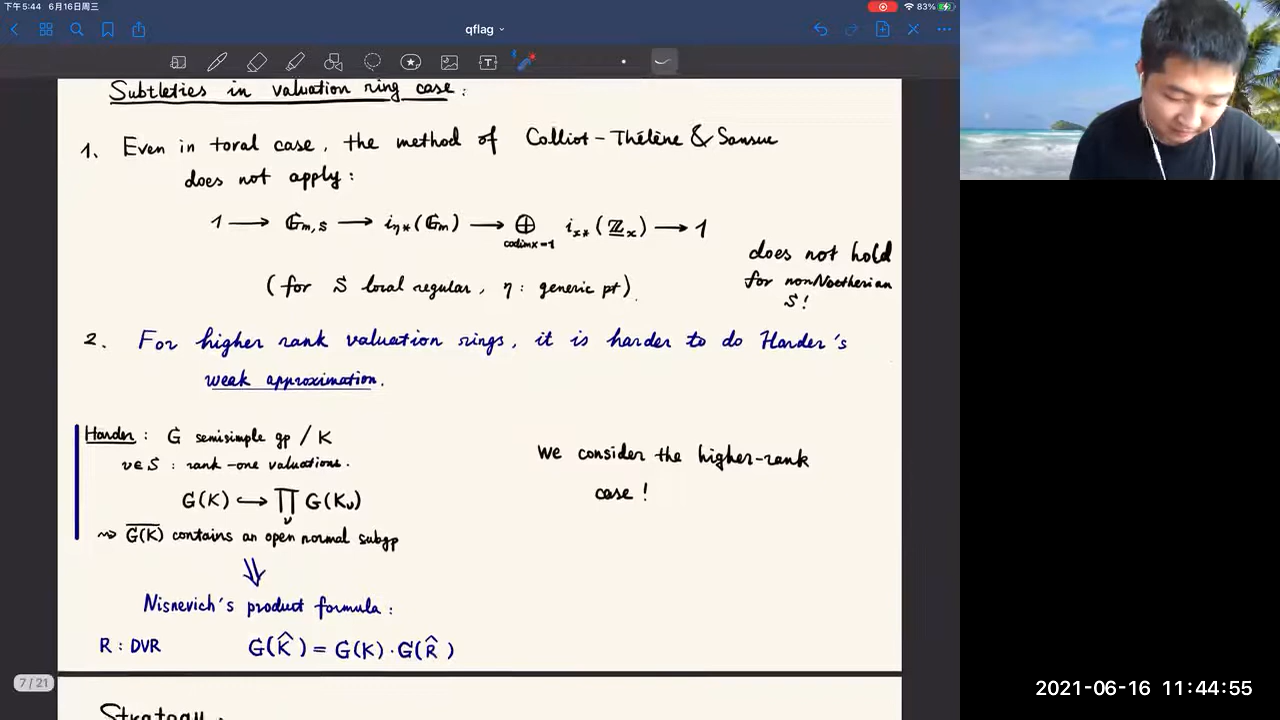 下午5:44 6月16日周三
83%
qflag
Subtleties in valuation ring case:
1. Even in toral case, the method of Colliot-Thélène & Sansuc
does not apply:
1 → 𝔾m,S → iη*(𝔾m) → ⊕codim x=1 ix*(ℤx) → 1
does not hold
for nonNoetherian
S!
(for S local regular, η: generic pt).
2. For higher rank valuation rings, it is harder to do Harder's
weak approximation.
Harder: G semisimple gp / K
v∈S: rank-one valuations.
G(K) ↪ ∏v G(Kv)
⇝ \overline{G(K)} contains an open normal subgp
We consider the higher-rank
case!
⇓
Nisnevich's product formula:
R: DVR G(K̂) = G(K)·G(R̂)
7 / 21
Strategy:
2021-06-16 11:44:55